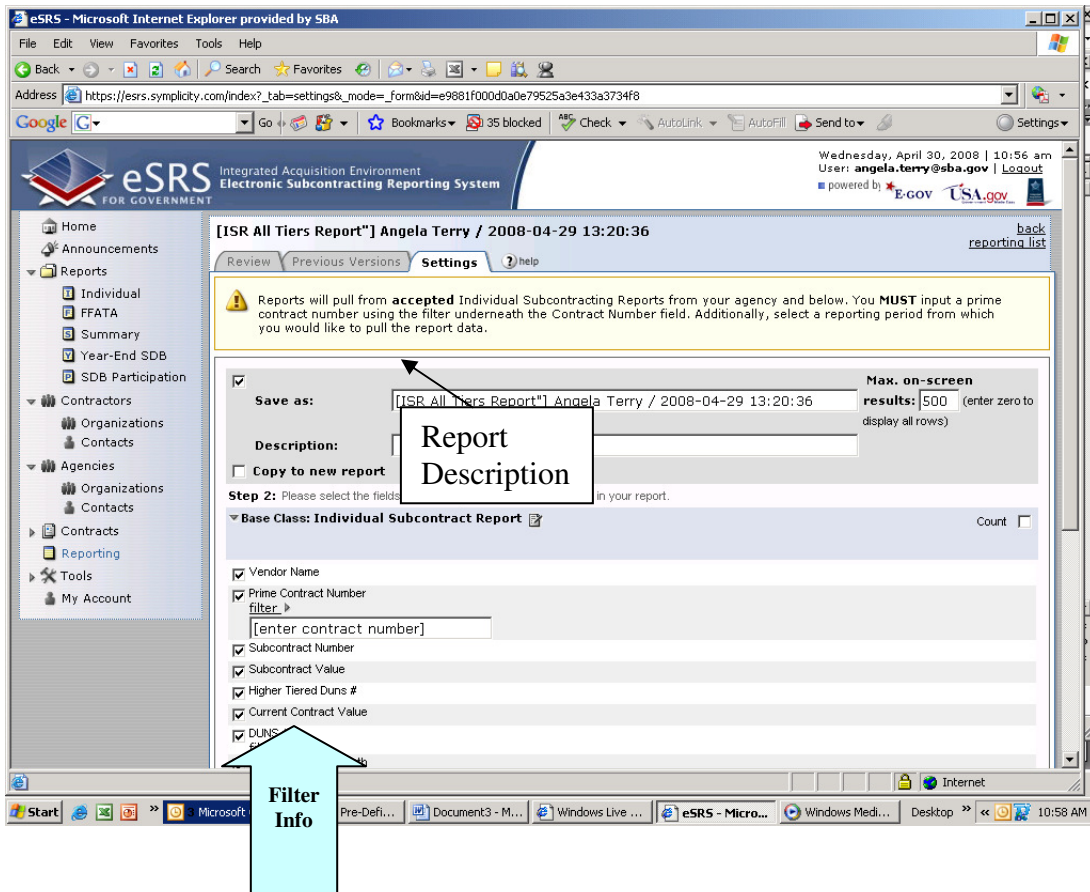 eSRS - Microsoft Internet Explorer provided by SBA
File Edit View Favorites Tools Help
Back Search Favorites
Address https://esrs.symplicity.com/index?_tab=settings&_mode=_form&id=e9881f000d0a0e79525a3e433a3734f8
Google G Go Bookmarks 35 blocked ABC Check AutoLink AutoFill Send to Settings
eSRS
FOR GOVERNMENT
Integrated Acquisition Environment
Electronic Subcontracting Reporting System
Wednesday, April 30, 2008 | 10:56 am
User: angela.terry@sba.gov | Logout
powered by E-GOV USA.gov
Home
Announcements
Reports
I Individual
F FFATA
S Summary
Y Year-End SDB
P SDB Participation
Contractors
Organizations
Contacts
Agencies
Organizations
Contacts
Contracts
Reporting
Tools
My Account
[ISR All Tiers Report"] Angela Terry / 2008-04-29 13:20:36
back
reporting list
Review Previous Versions Settings ? help
Reports will pull from accepted Individual Subcontracting Reports from your agency and below. You MUST input a prime
contract number using the filter underneath the Contract Number field. Additionally, select a reporting period from which
you would like to pull the report data.
Save as: [ISR All Tiers Report"] Angela Terry / 2008-04-29 13:20:36
Max. on-screen
results: 500 (enter zero to
display all rows)
Description:
Copy to new report
Report
Description
Step 2: Please select the fields in your report.
Base Class: Individual Subcontract Report
Count
Vendor Name
Prime Contract Number
filter
[enter contract number]
Subcontract Number
Subcontract Value
Higher Tiered Duns #
Current Contract Value
DUNS
Filter
Info
Internet
Start 3 Microsoft Pre-Defi... Document3 - M... Windows Live ... eSRS - Micro... Windows Medi... Desktop 10:58 AM